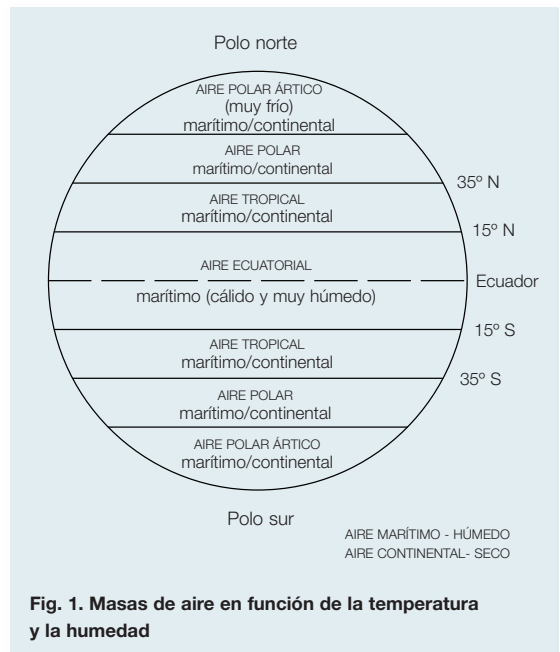 Polo norte
AIRE POLAR ÁRTICO
(muy frío)
marítimo/continental
AIRE POLAR
marítimo/continental
35º N
AIRE TROPICAL
marítimo/continental
15º N
AIRE ECUATORIAL
Ecuador
marítimo (cálido y muy húmedo)
15º S
AIRE TROPICAL
marítimo/continental
35º S
AIRE POLAR
marítimo/continental
AIRE POLAR ÁRTICO
marítimo/continental
Polo sur
AIRE MARÍTIMO - HÚMEDO
AIRE CONTINENTAL- SECO
Fig. 1. Masas de aire en función de la temperatura
y la humedad